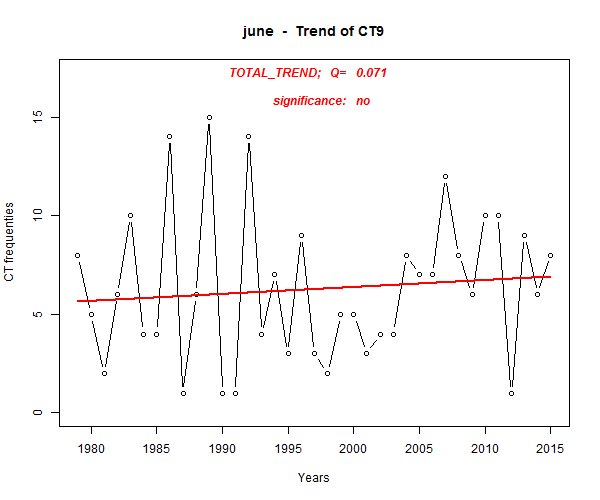 june - Trend of CT9
TOTAL_TREND; Q= 0.071
significance: no
CT frequenties
15
10
5
0
1980 1985 1990 1995 2000 2005 2010 2015
Years